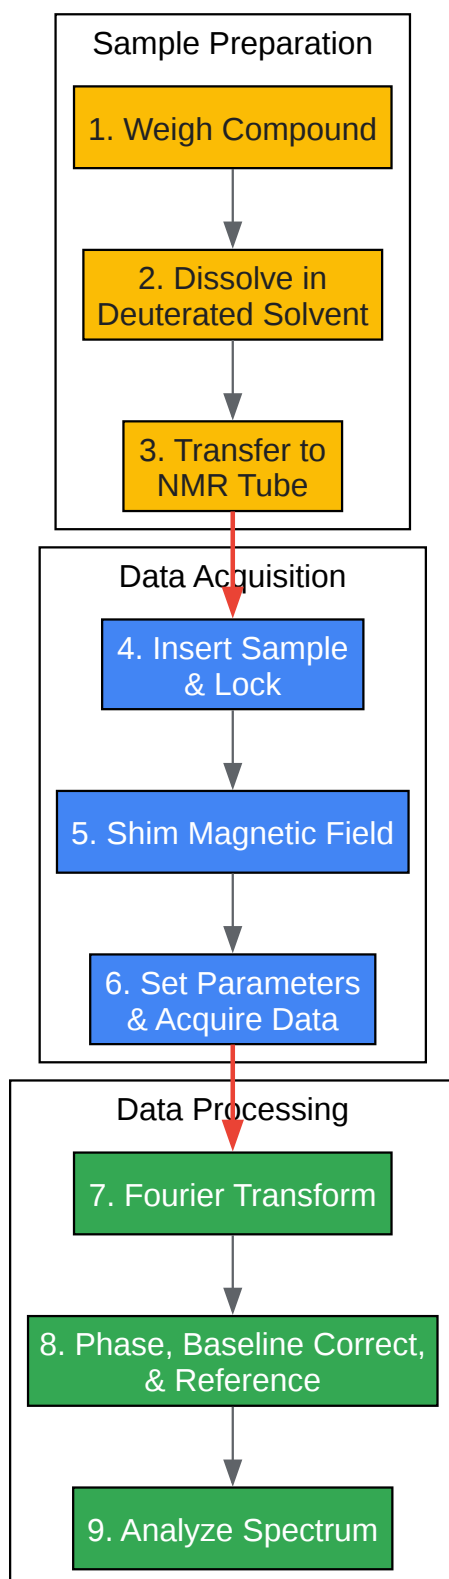 Sample Preparation
1. Weigh Compound
2. Dissolve in
Deuterated Solvent
3. Transfer to
NMR Tube
Data Acquisition
4. Insert Sample
& Lock
5. Shim Magnetic Field
6. Set Parameters
& Acquire Data
Data Processing
7. Fourier Transform
8. Phase, Baseline Correct,
& Reference
9. Analyze Spectrum